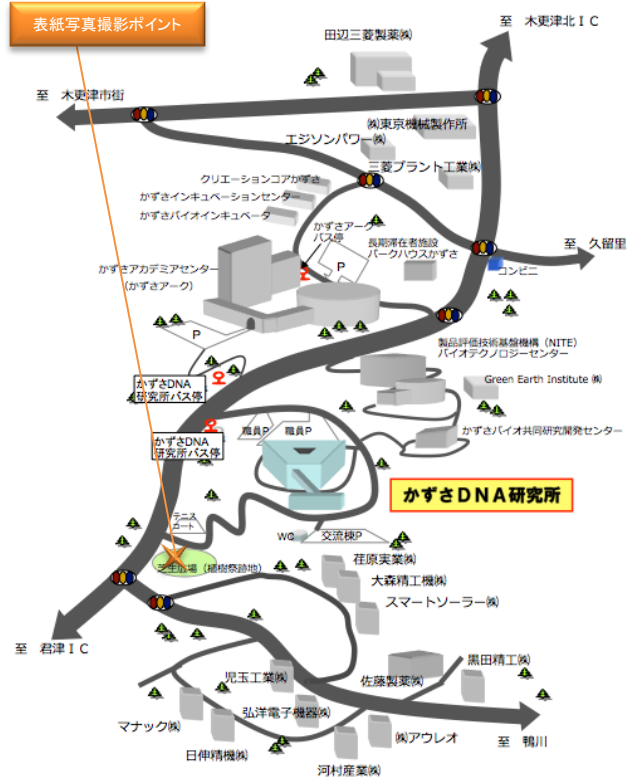 表紙写真撮影ポイント
至　木更津北ＩＣ
田辺三菱製薬㈱
至　木更津市街
㈱東京機械製作所
エジソンパワー㈱
三菱プラント工業㈱
クリエーションコアかずさ
かずさインキュベーションセンター
かずさバイオインキュベータ
かずさアーク
バス停
長期滞在者施設
パークハウスかずさ
至　久留里
コンビニ
P
かずさアカデミアセンター
（かずさアーク）
P
製品評価技術基盤機構（NITE）
バイオテクノロジーセンター
Green Earth Institute ㈱
かずさDNA
研究所バス停
かずさDNA
研究所バス停
職員P
職員P
かずさバイオ共同研究開発センター
かずさＤＮＡ研究所
テニス
コート
WC
交流棟P
芝生広場（植樹祭跡地）
荏原実業㈱
大森精工機㈱
スマートソーラー㈱
至　君津ＩＣ
児玉工業㈱
佐藤製薬㈱
黒田精工㈱
マナック㈱
弘洋電子機器㈱
日伸精機㈱
㈱アウレオ
河村産業㈱
至　鴨川